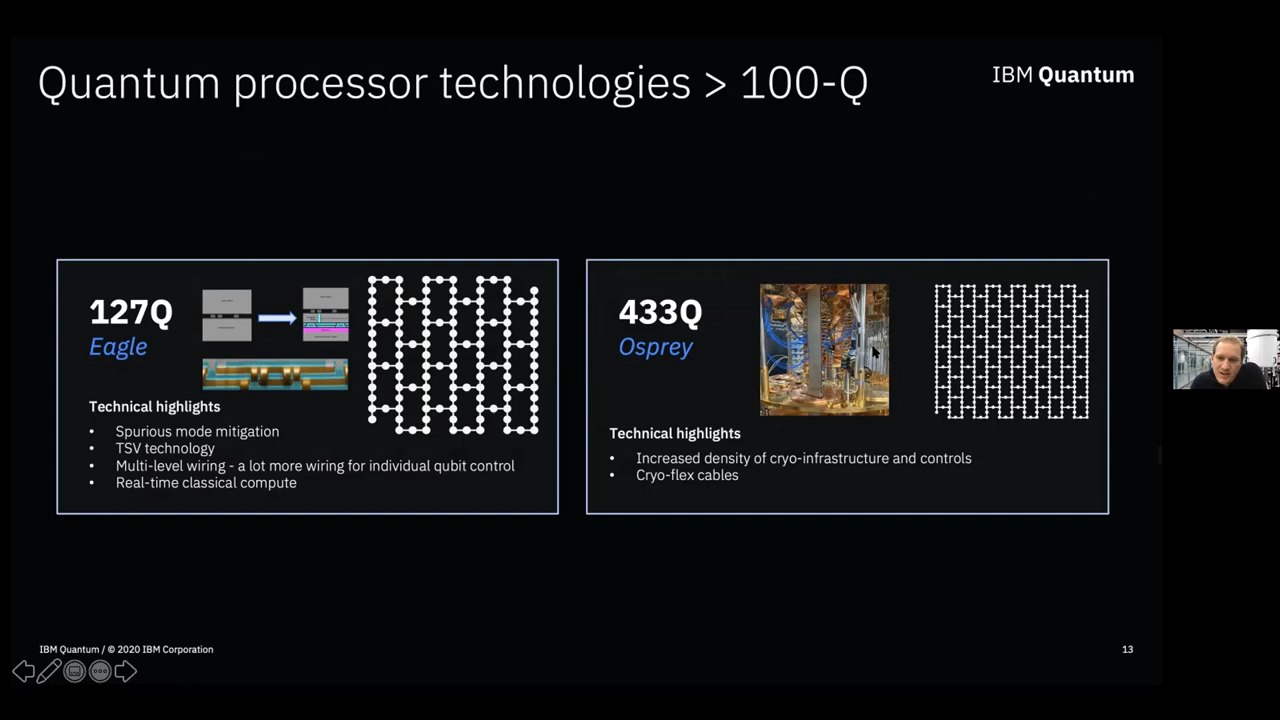 Quantum processor technologies > 100-Q
IBM Quantum
127Q
Eagle
Technical highlights
• Spurious mode mitigation
• TSV technology
• Multi-level wiring - a lot more wiring for individual qubit control
• Real-time classical compute
433Q
Osprey
Technical highlights
• Increased density of cryo-infrastructure and controls
• Cryo-flex cables
IBM Quantum / © 2020 IBM Corporation
13